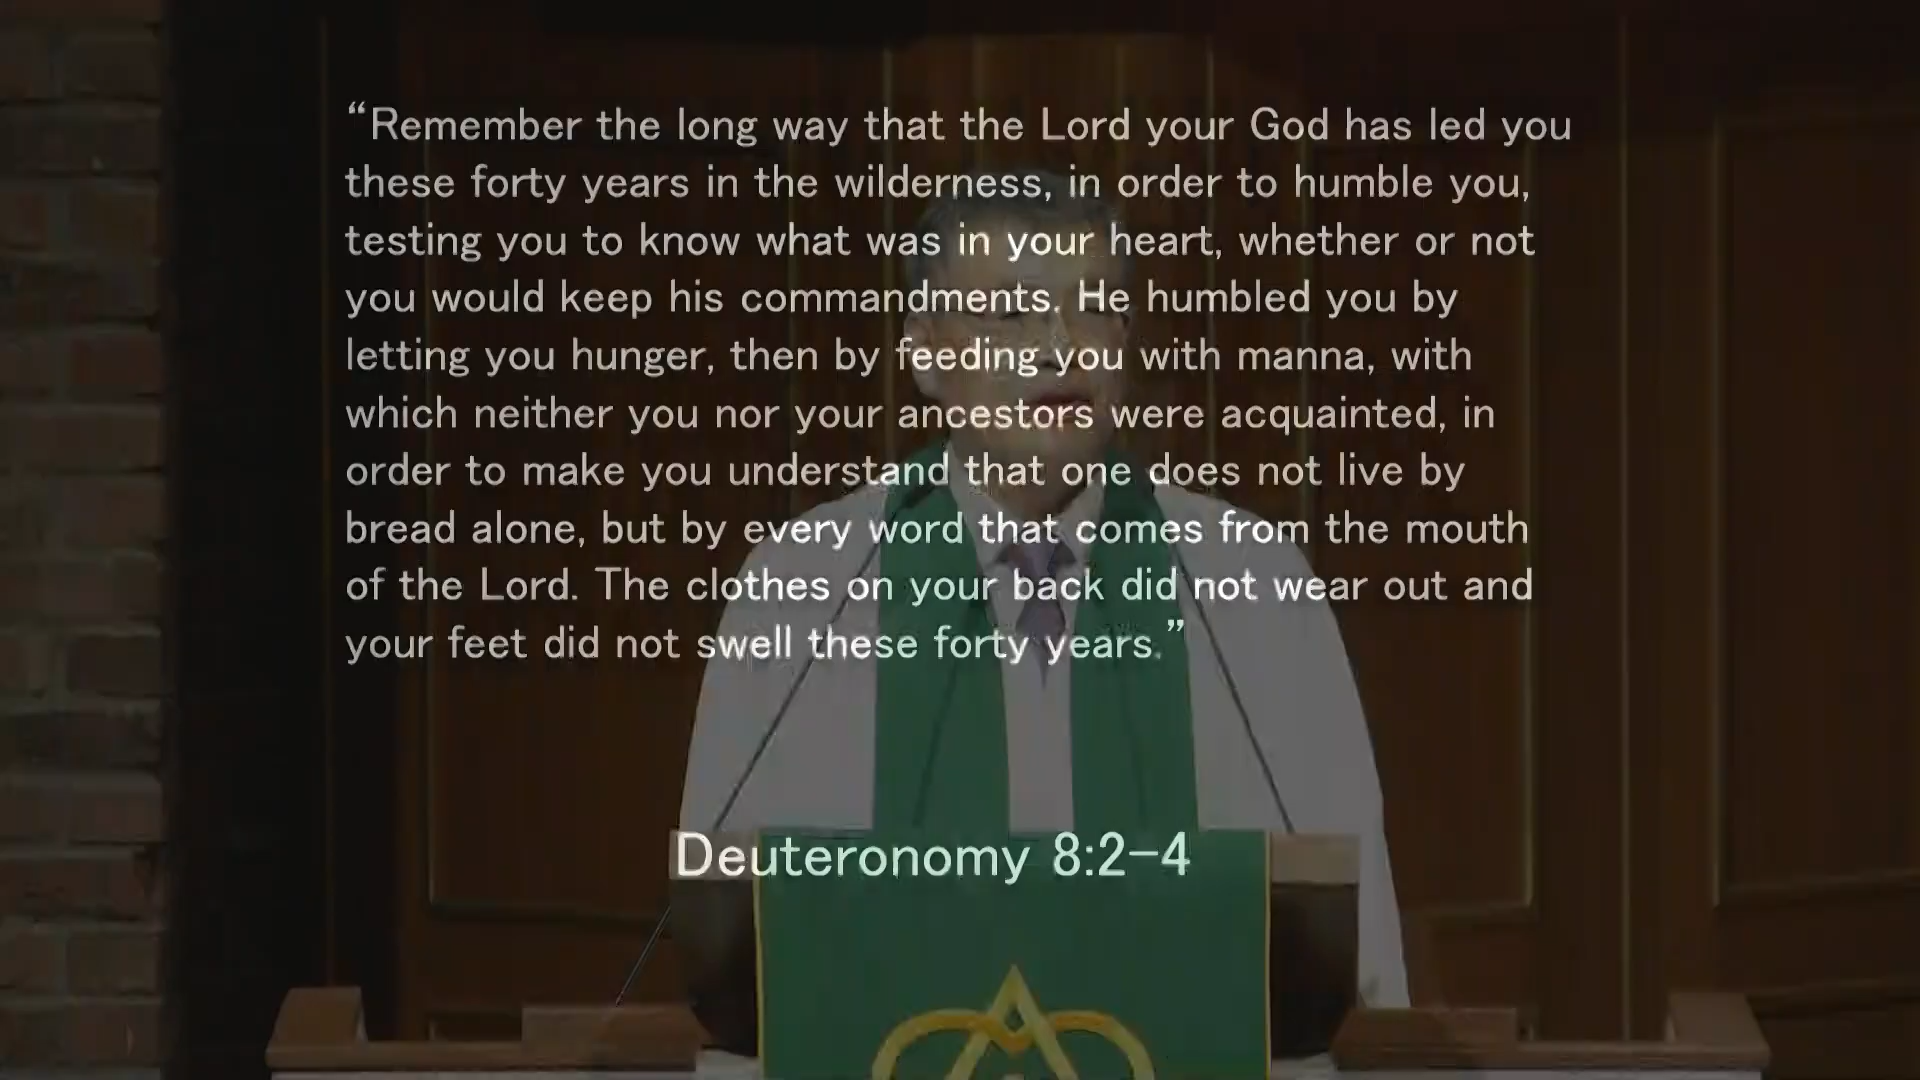 “Remember the long way that the Lord your God has led you
these forty years in the wilderness, in order to humble you,
testing you to know what was in your heart, whether or not
you would keep his commandments. He humbled you by
letting you hunger, then by feeding you with manna, with
which neither you nor your ancestors were acquainted, in
order to make you understand that one does not live by
bread alone, but by every word that comes from the mouth
of the Lord. The clothes on your back did not wear out and
your feet did not swell these forty years.”
Deuteronomy 8:2–4